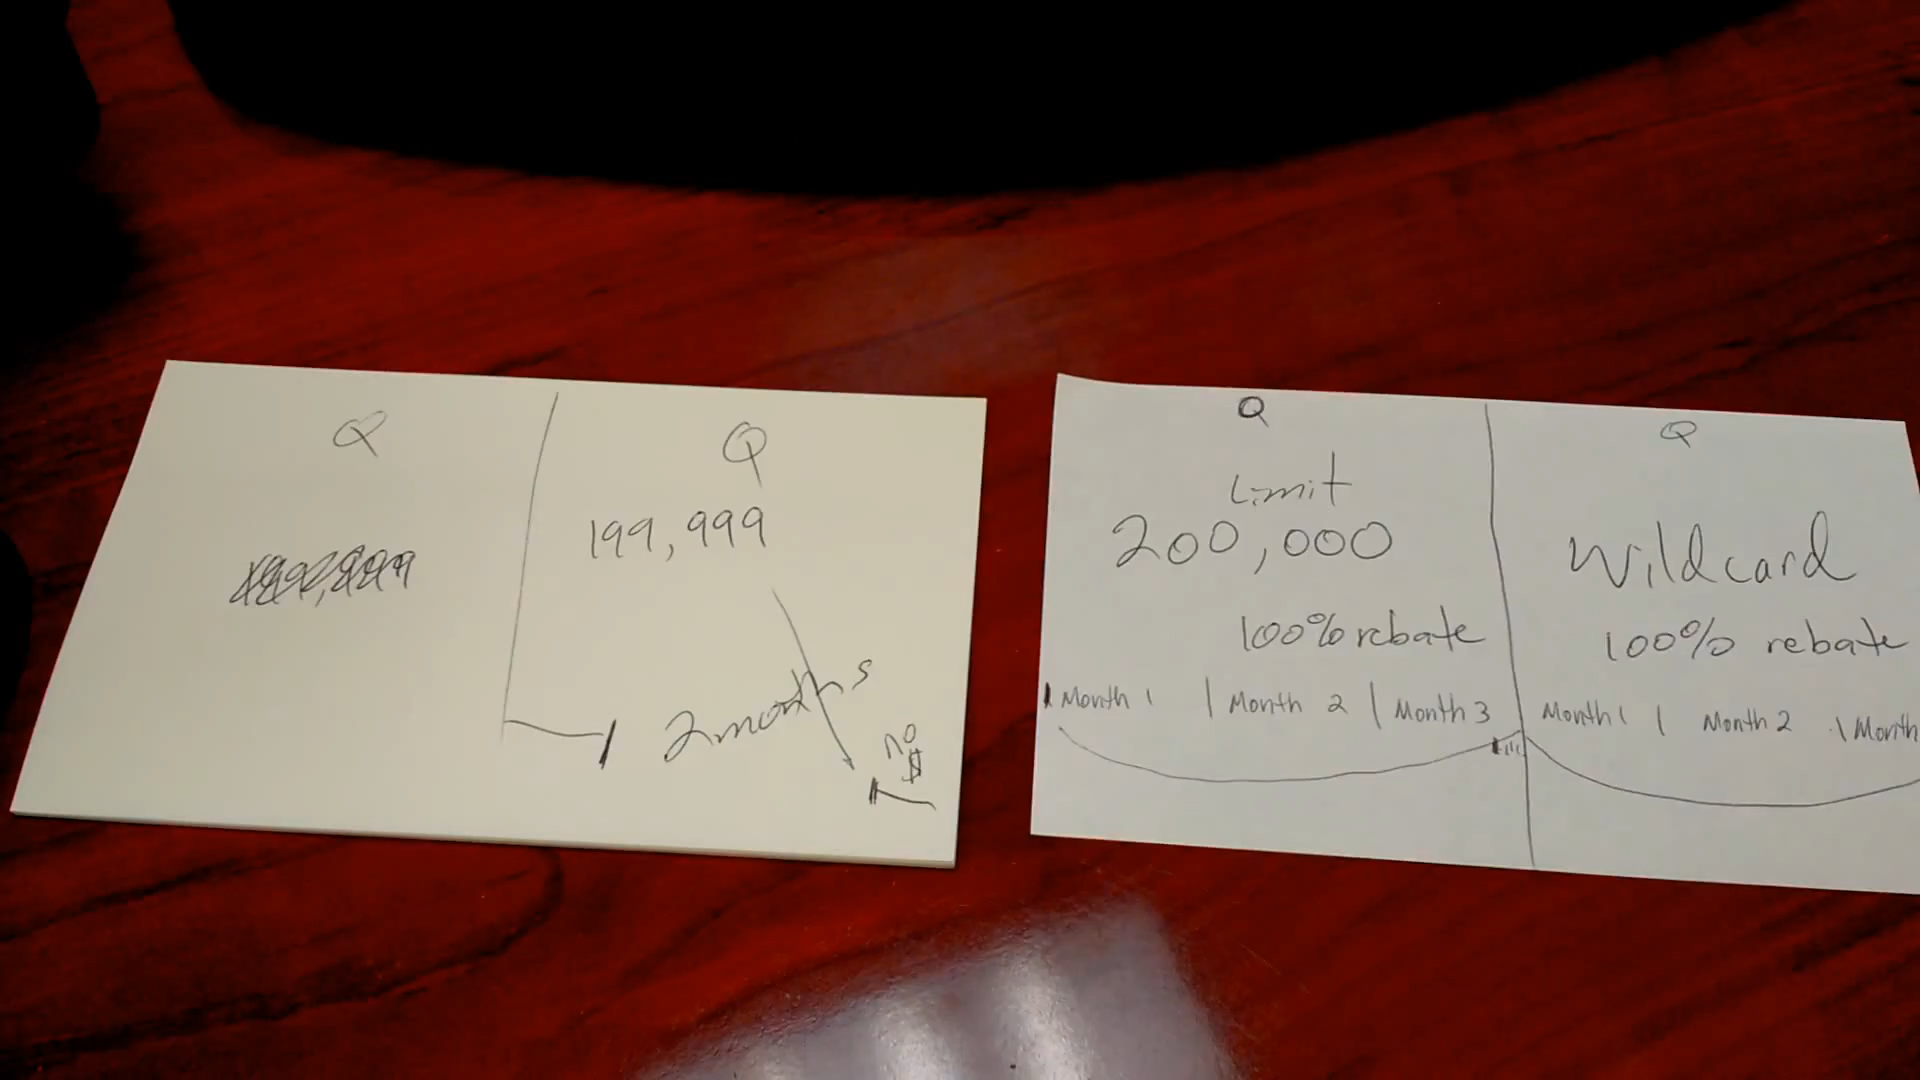 Q
Q
199,999
2 months
no
$
Q
Limit
200,000
100% rebate
Month 1 | Month 2 | Month 3
Q
Wildcard
100% rebate
Month 1 | Month 2 | Month